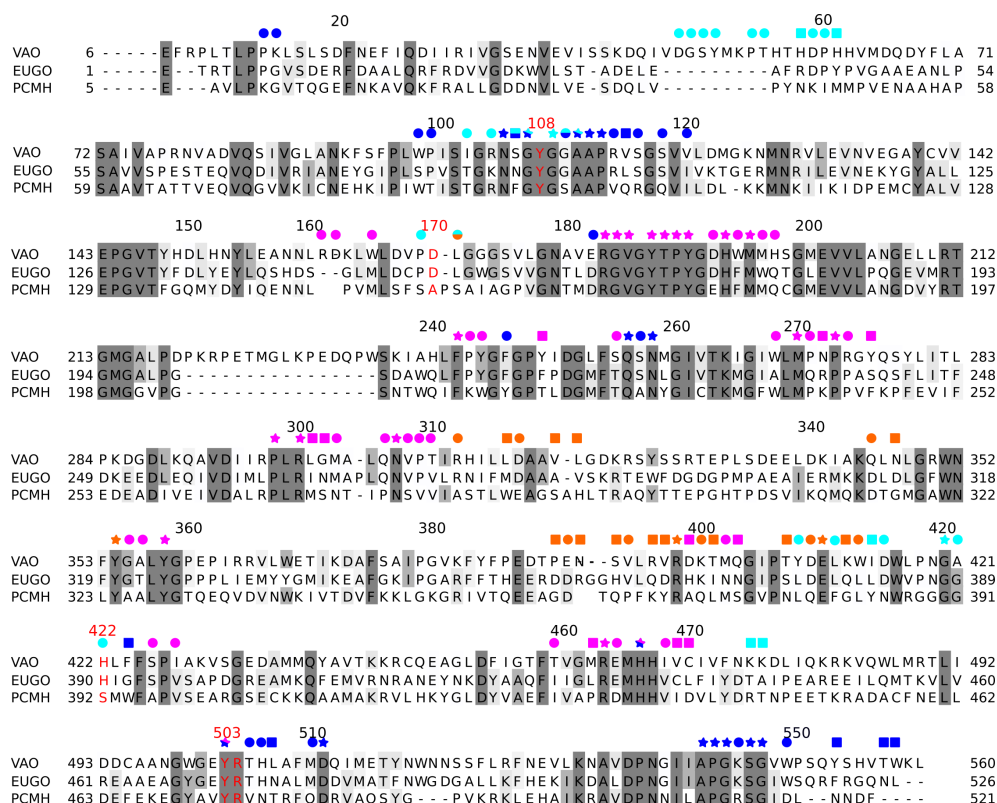 20 60
VAO 6 -----EFRPLTLPPKLSLSDFNEFIQDIIRIVGSENVEVISSKDQIVDGSYMKPTHTHDPHHVMDQDYFLA 71
EUGO 1 -----E--TRTLPPGVSDERFDAALQRFRDVVGDKWVLST-ADELE---------AFRDPYPVGAAEANLP 54
PCMH 5 -----E---AVLPKGVTQGEFNKAVQKFRALLGDDNVLVE-SDQLV---------PYNKIMMPVENAAHAP 58
100 108 120
VAO 72 SAIVAPRNVADVQSIVGLANKFSFPLWPISIGRNSGYGGAAPRVSGSVVLDMGKNMNRVLEVNVEGAYCVV 142
EUGO 55 SAVVSPESTEQVQDIVRIANEYGIPLSPVSTGKNNGYGGAAPRLSGSVIVKTGERMNRILEVNEKYGYALL 125
PCMH 59 SAAVTATTVEQVQGVVKICNEHKIPIWTISTGRNFGYGSAAPVQRGQVILDL-KKMNKIIKIDPEMCYALV 128
150 160 170 180 200
VAO 143 EPGVTYHDLHNYLEANNLRDKLWLDVPD-LGGGSVLGNAVERGVGYTPYGDHWMMHSGMEVVLANGELLRT 212
EUGO 126 EPGVTYFDLYEYLQSHDS-GLMLDCPD-LGWGSVVGNTLDRGVGYTPYGDHFMWQTGLEVVLPQGEVMRT 193
PCMH 129 EPGVTFGQMYDYIQENNL PVMLSFSAPSAIAGPVGNTMDRGVGYTPYGEHFMMQCGMEVVLANGDVYRT 197
240 260 270
VAO 213 GMGALPDPKRPETMGLKPEDQPWSKIAHLFPYGFGPYIDGLFSQSNMGIVTKIGIWLMPNPRGYQSYLITL 283
EUGO 194 GMGALPG----------------SDAWQLFPYGFGPFPDGMFTQSNLGIVTKMGIALMQRPPASQSFLITF 248
PCMH 198 GMGGVPG----------------SNTWQIFKWGYGPTLDGMFTQANYGICTKMGFWLMPKPPVFKPFEVIF 252
300 310 340
VAO 284 PKDGDLKQAVDIIRPLRLGMA-LQNVPTIRHILLDAAV-LGDKRSYSSRTEPLSDEELDKIAKQLNLGRWN 352
EUGO 249 DKEEDLEQIVDIMLPLRINMAPLQNVPVLRNIFMDAAA-VSKRTEWFDGDGPMPAEAIERMKKDLDLGFWN 318
PCMH 253 EDEADIVEIVDALRPLRMSNT-IPNSVVIASTLWEAGSAHLTRAQYTTEPGHTPDSVIKQMQKDTGMGAWN 322
360 380 400 420
VAO 353 FYGALYGPEPIRRVLWETIKDAFSAIPGVKFYFPEDTPEN--SVLRVRDKTMQGIPTYDELKWIDWLPNGA 421
EUGO 319 FYGTLYGPPPLIEMYYGMIKEAFGKIPGARFFTHEERDDRGGHVLQDRHKINNGIPSLDELQLLDWVPNGG 389
PCMH 323 LYAALYGTQEQVDVNWKIVTDVFKKLGKGRIVTQEEAGD TQPFKYRAQLMSGVPNLQEFGLYNWRGGGG 391
422 460 470
VAO 422 HLFFSPIAKVSGEDAMMQYAVTKKRCQEAGLDFIGTFTVGMREMHHIVCIVFNKKDLIQKRKVQWLMRTLI 492
EUGO 390 HIGFSPVSAPDGREAMKQFEMVRNRANEYNKDYAAQFIIGLREMHHVCLFIYDTAIPEAREEILQMTKVLV 460
PCMH 392 SMWFAPVSEARGSECKKQAAMAKRVLHKYGLDYVAEFIVAPRDMHHVIDVLYDRTNPEETKRADACFNELL 462
503 510 550
VAO 493 DDCAANGWGEYRTHLAFMDQIMETYNWNNSSFLRFNEVLKNAVDPNGIIAPGKSGVWPSQYSHVTWKL 560
EUGO 461 REAAEAGYGEYRTHNALMDDVMATFNWGDGALLKFHEKIKDALDPNGIIAPGKSGIWSQRFRGQNL-- 526
PCMH 463 DEFEKEGYAVYRVNTRFQDRVAQSYG---PVKRKLEHAIKRAVDPNNILAPGRSGIDL--NNDF---- 521